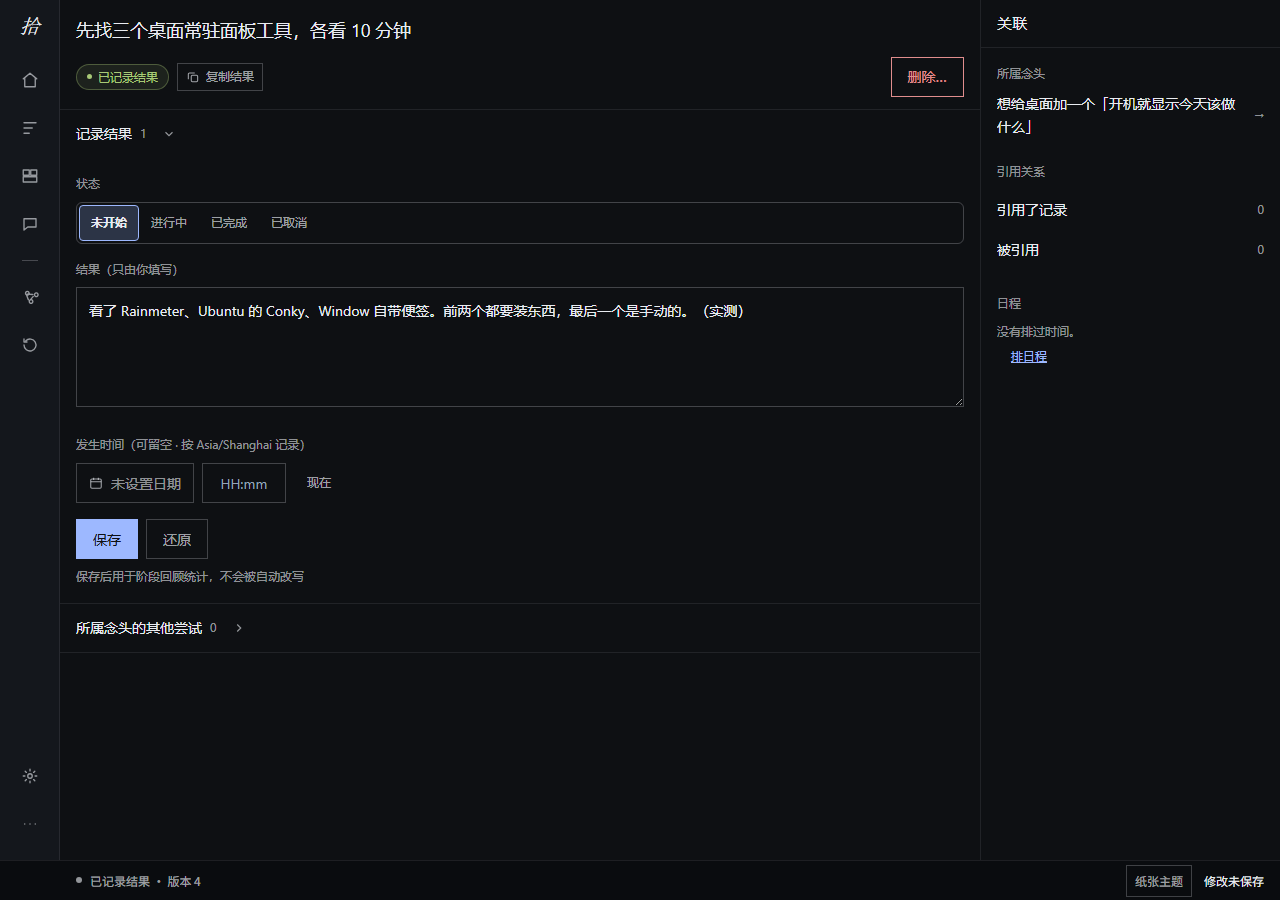 拾
先找三个桌面常驻面板工具，各看 10 分钟
已记录结果
复制结果
删除...
记录结果 1
状态
未开始 进行中 已完成 已取消
结果（只由你填写）
看了 Rainmeter、Ubuntu 的 Conky、Window 自带便签。前两个都要装东西，最后一个是手动的。（实测）
发生时间（可留空 · 按 Asia/Shanghai 记录）
未设置日期 HH:mm 现在
保存 还原
保存后用于阶段回顾统计，不会被自动改写
所属念头的其他尝试 0
关联
所属念头
想给桌面加一个「开机就显示今天该做
什么」 →
引用关系
引用了记录 0
被引用 0
日程
没有排过时间。
排日程
已记录结果 · 版本 4
纸张主题 修改未保存